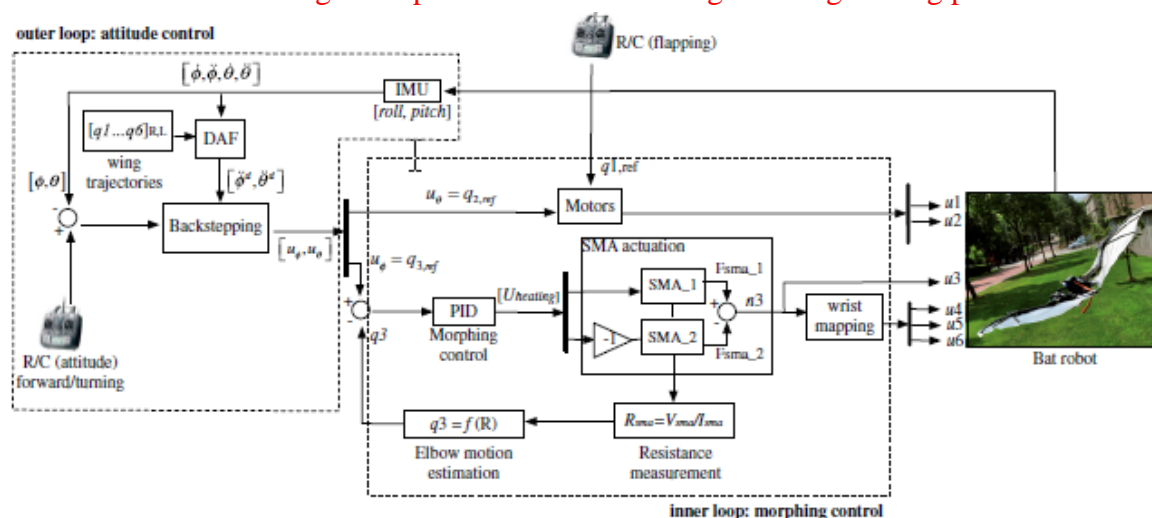 outer loop: attitude control
R/C (flapping)
[ϕ̇,ϕ̈,θ̇,θ̈]
IMU
[roll, pitch]
[q1...q6]R,L
DAF
wing
trajectories
[ϕ,θ]
[ϕ̈ᵈ,θ̈ᵈ]
q1,ref
-
+
Backstepping
[uϕ,uθ]
uθ = q2,ref
Motors
u1
u2
uϕ = q3,ref
SMA actuation
Fsma_1
SMA_1
[Uheating]
+
-
PID
Morphing
control
q3
-1
SMA_2
+
-
n3
Fsma_2
u3
wrist
mapping
u4
u5
u6
Bat robot
R/C (attitude)
forward/turning
q3 = f (R)
Rsma=Vsma/Isma
Elbow motion
estimation
Resistance
measurement
inner loop: morphing control